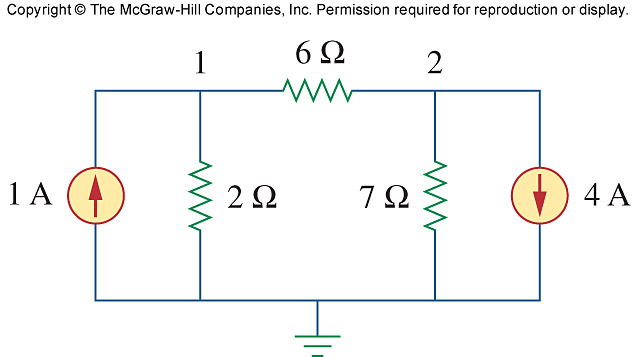 Copyright © The McGraw-Hill Companies, Inc. Permission required for reproduction or display.
6 Ω
1
2
1 A
2 Ω
7 Ω
4 A